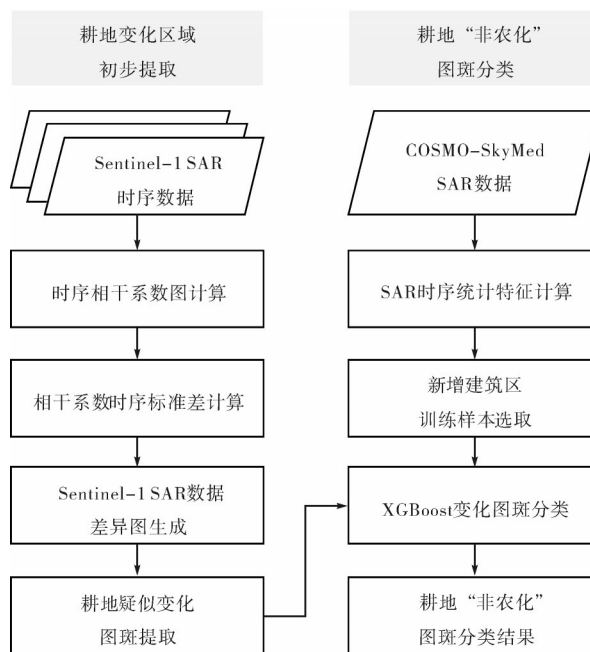 耕地变化区域
初步提取
Sentinel-1 SAR
时序数据
时序相干系数图计算
相干系数时序标准差计算
Sentinel-1 SAR数据
差异图生成
耕地疑似变化
图斑提取
耕地“非农化”
图斑分类
COSMO-SkyMed
SAR数据
SAR时序统计特征计算
新增建筑区
训练样本选取
XGBoost变化图斑分类
耕地“非农化”
图斑分类结果